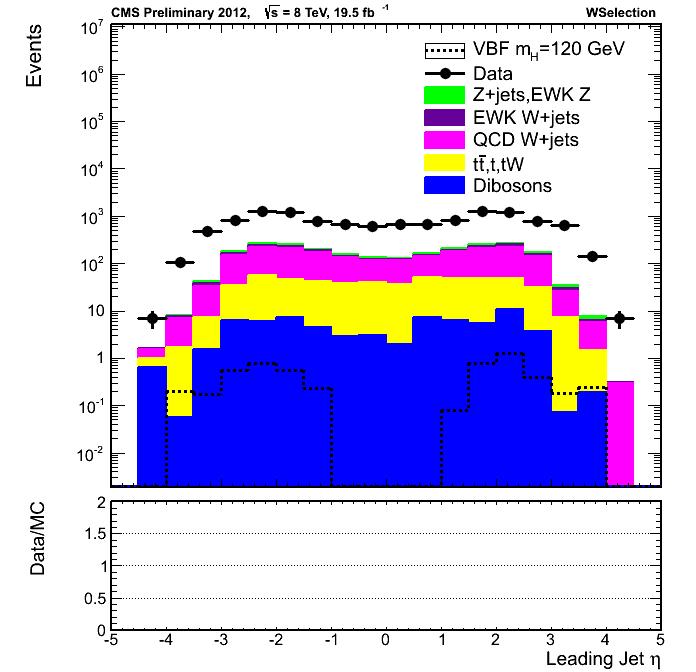 CMS Preliminary 2012, √s = 8 TeV, 19.5 fb⁻¹ WSelection
Events
10⁷
10⁶
10⁵
10⁴
10³
10²
10
1
10⁻¹
10⁻²
VBF m_H=120 GeV
Data
Z+jets,EWK Z
EWK W+jets
QCD W+jets
tt̄,t,tW
Dibosons
Data/MC
2
1.5
1
0.5
0
-5 -4 -3 -2 -1 0 1 2 3 4 5
Leading Jet η